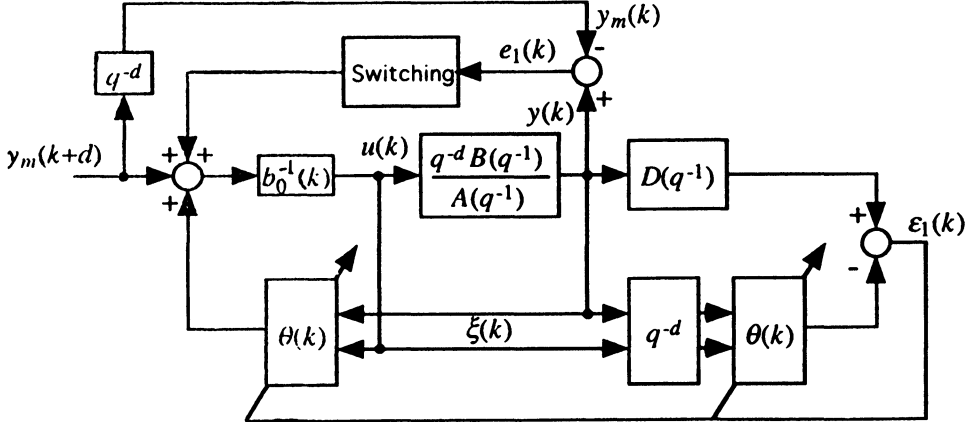 y_m(k)
e_1(k)
q^{-d}
Switching
-
+
y(k)
y_m(k+d)
+
+
+
b_0^{-1}(k)
u(k)
q^{-d} B(q^{-1})
A(q^{-1})
D(q^{-1})
+
ε_1(k)
-
θ(k)
ξ(k)
q^{-d}
θ(k)